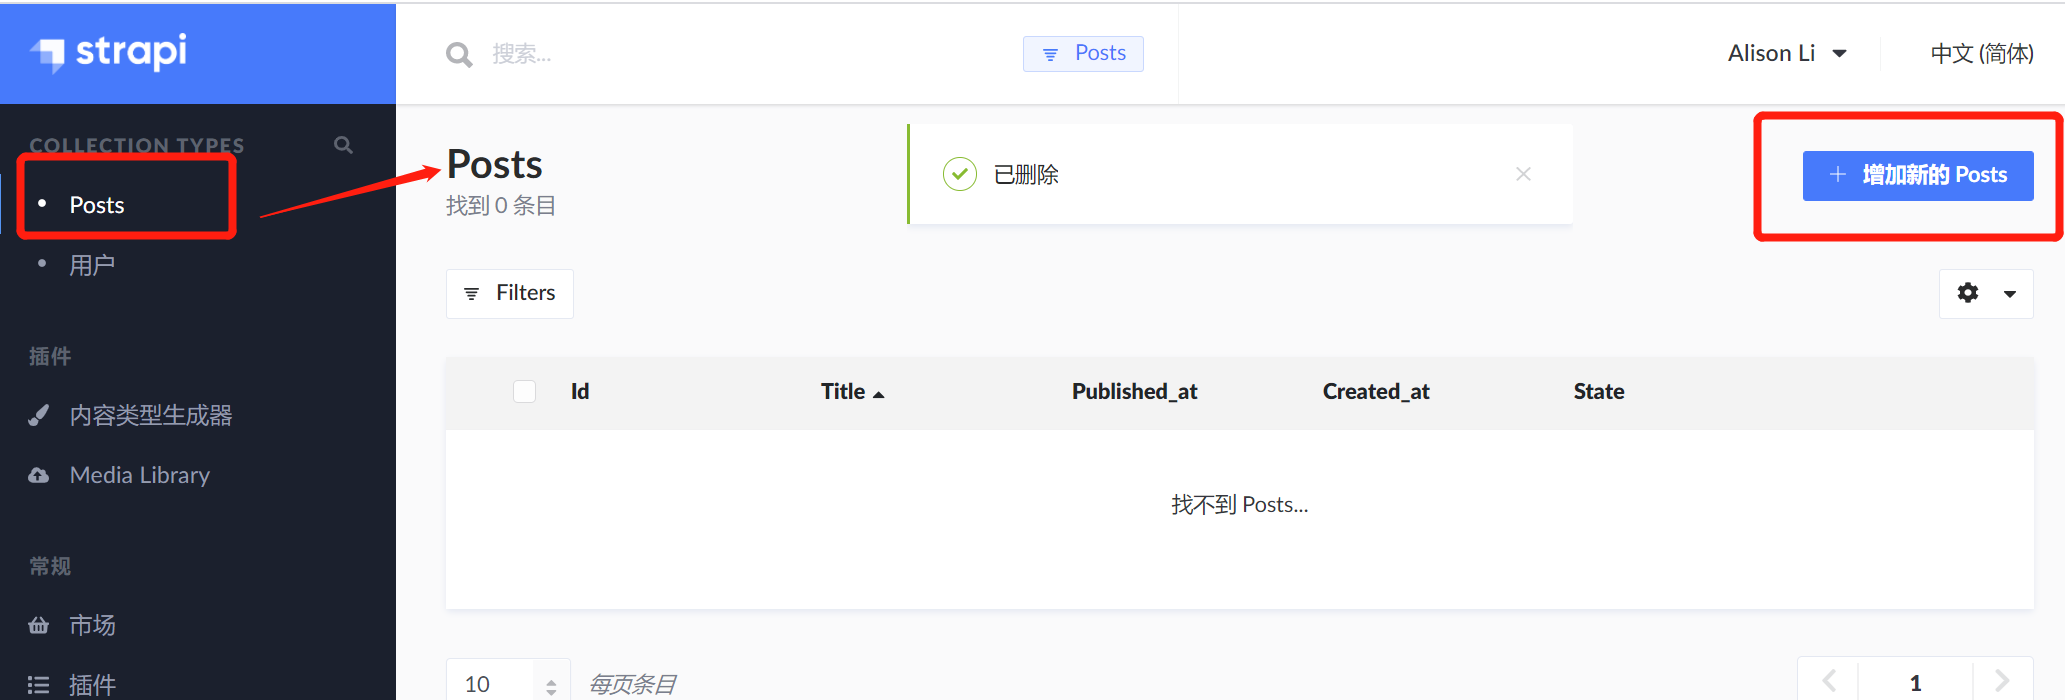 strapi
搜索...
Posts
Alison Li
中文 (简体)
COLLECTION TYPES
Posts
用户
插件
内容类型生成器
Media Library
常规
市场
插件
Posts
找到 0 条目
已删除
增加新的 Posts
Filters
Id Title Published_at Created_at State
找不到 Posts...
10 每页条目
1